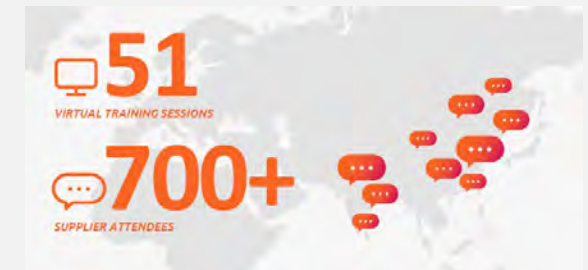 51
VIRTUAL TRAINING SESSIONS
700+
SUPPLIER ATTENDEES